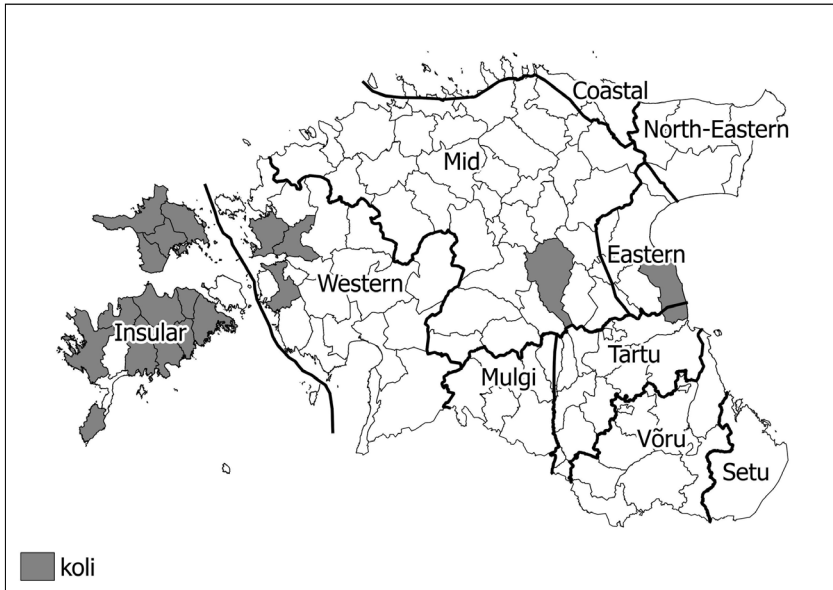 Coastal
North-Eastern
Mid
Eastern
Western
Insular
Tartu
Mulgi
Võru
Setu
koli